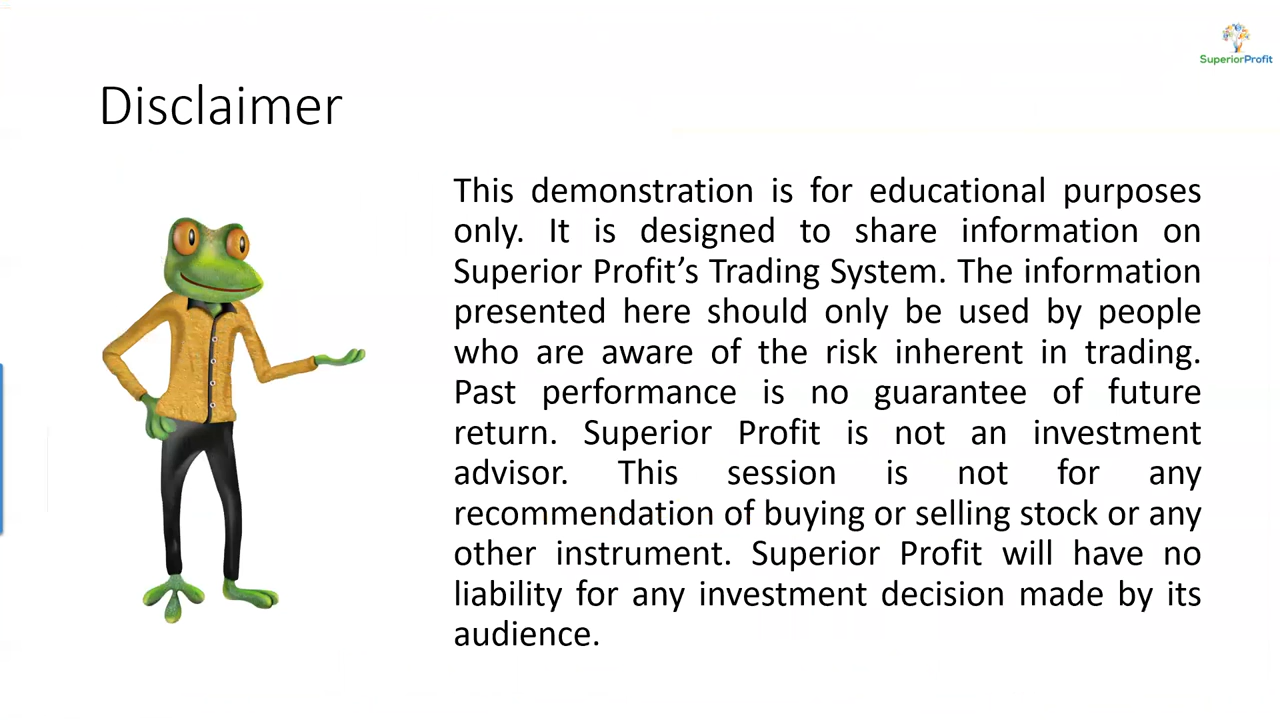 SuperiorProfit
Disclaimer
This demonstration is for educational purposes
only. It is designed to share information on
Superior Profit’s Trading System. The information
presented here should only be used by people
who are aware of the risk inherent in trading.
Past performance is no guarantee of future
return. Superior Profit is not an investment
advisor. This session is not for any
recommendation of buying or selling stock or any
other instrument. Superior Profit will have no
liability for any investment decision made by its
audience.